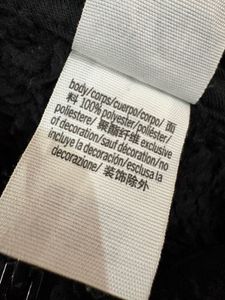 body/corps/cuerpo/corpo/ 面
料 100% polyester/poliéster/
poliestere/ 聚酯纤维 exclusive
of decoration/sauf décoration/no
incluye la decoración/esclusa la
decorazione/ 装饰除外